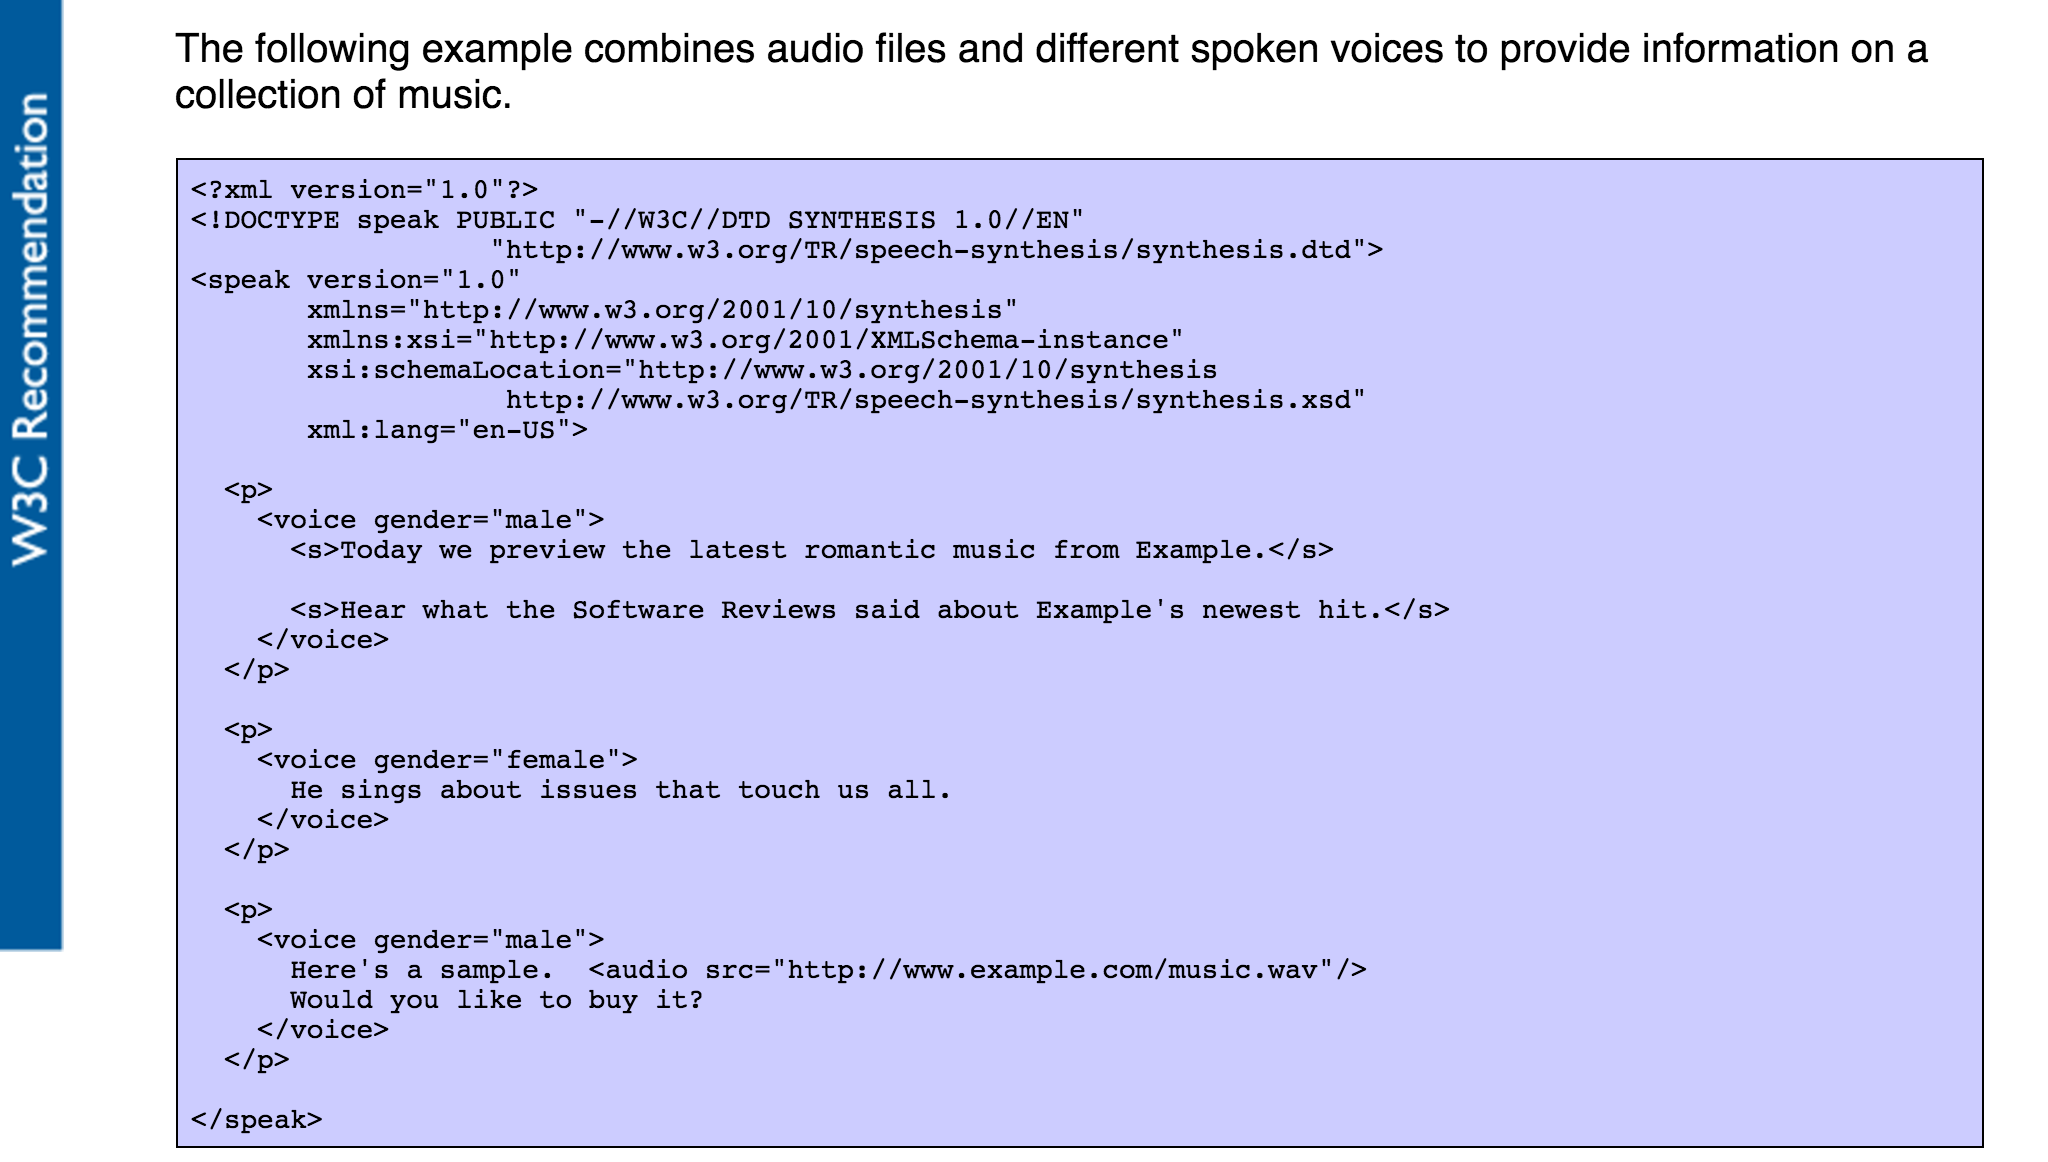 W3C Recommendation
The following example combines audio files and different spoken voices to provide information on a
collection of music.
<?xml version="1.0"?>
<!DOCTYPE speak PUBLIC "-//W3C//DTD SYNTHESIS 1.0//EN"
                  "http://www.w3.org/TR/speech-synthesis/synthesis.dtd">
<speak version="1.0"
       xmlns="http://www.w3.org/2001/10/synthesis"
       xmlns:xsi="http://www.w3.org/2001/XMLSchema-instance"
       xsi:schemaLocation="http://www.w3.org/2001/10/synthesis
                   http://www.w3.org/TR/speech-synthesis/synthesis.xsd"
       xml:lang="en-US">

  <p>
    <voice gender="male">
      <s>Today we preview the latest romantic music from Example.</s>

      <s>Hear what the Software Reviews said about Example's newest hit.</s>
    </voice>
  </p>

  <p>
    <voice gender="female">
      He sings about issues that touch us all.
    </voice>
  </p>

  <p>
    <voice gender="male">
      Here's a sample.  <audio src="http://www.example.com/music.wav"/>
      Would you like to buy it?
    </voice>
  </p>

</speak>